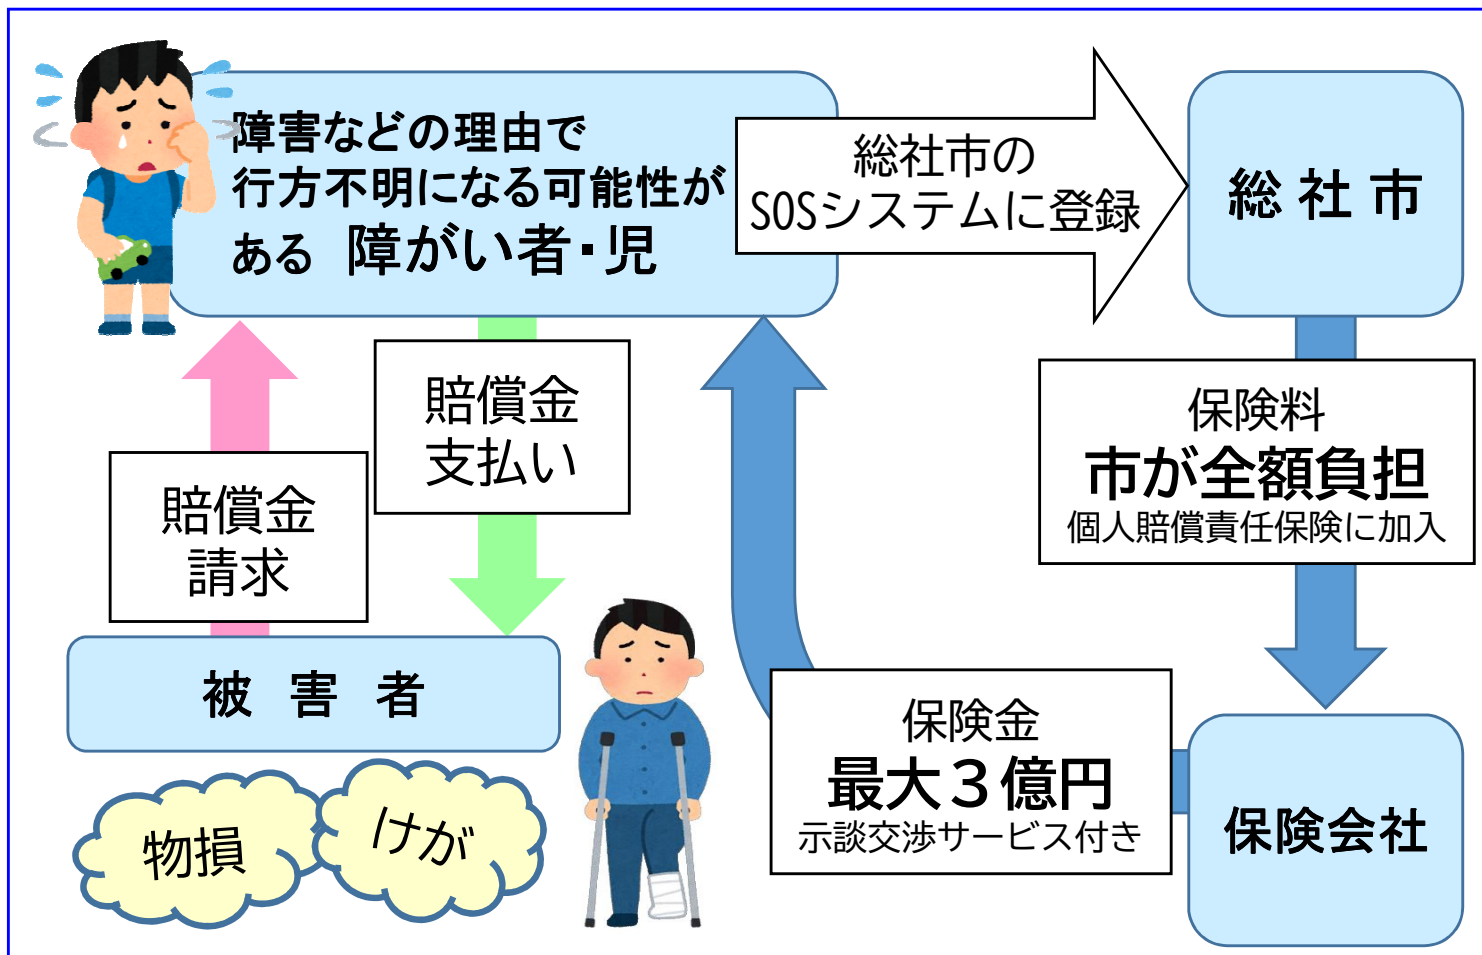 障害などの理由で
行方不明になる可能性が
ある 障がい者・児
総社市の
SOSシステムに登録
総社市
賠償金
支払い
賠償金
請求
保険料
市が全額負担
個人賠償責任保険に加入
被害者
物損
けが
保険金
最大３億円
示談交渉サービス付き
保険会社